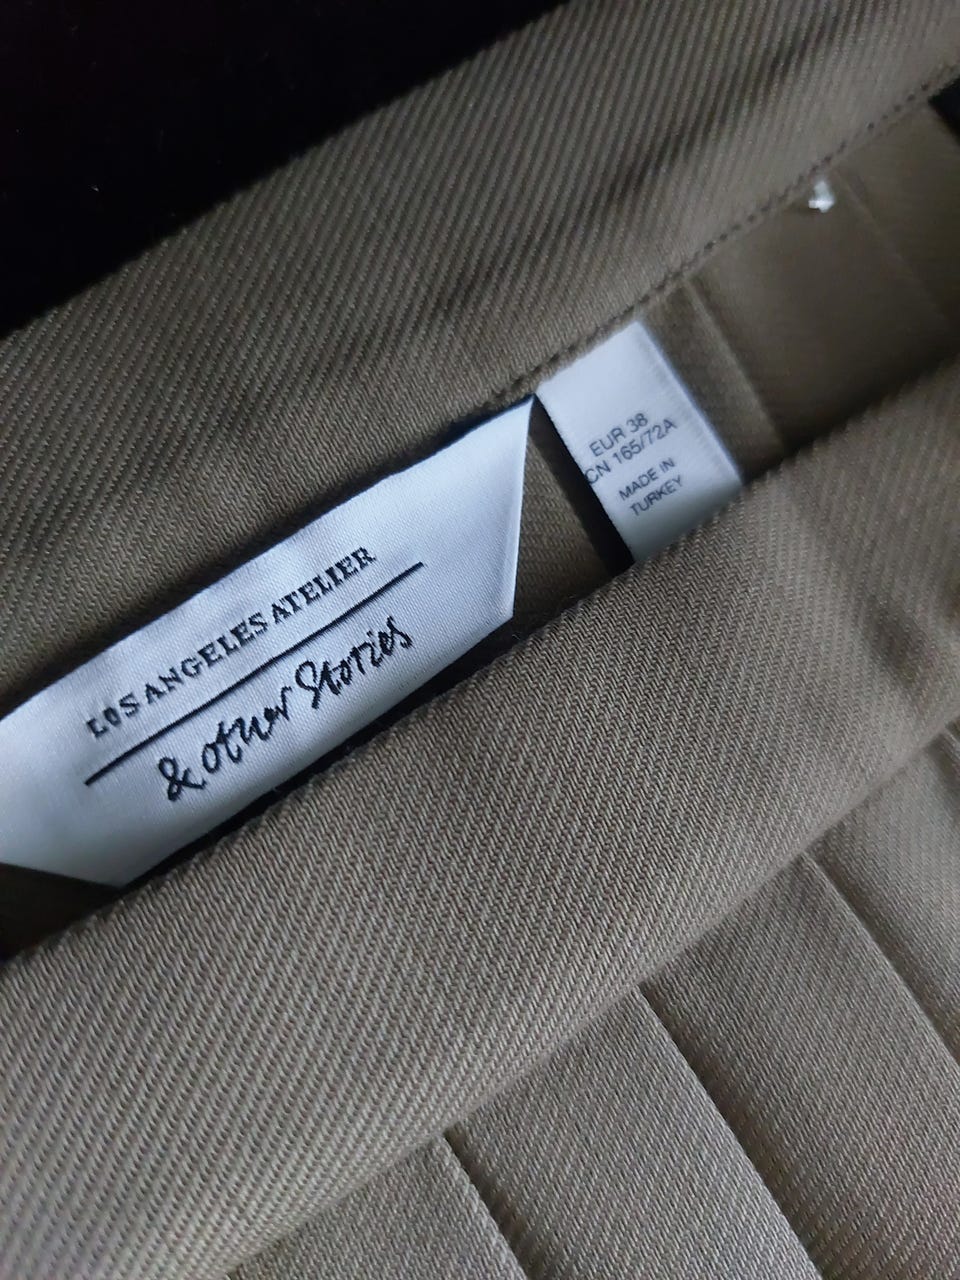 LOS ANGELES ATELIER
& other Stories
EUR 38
CN 165/72A
MADE IN
TURKEY